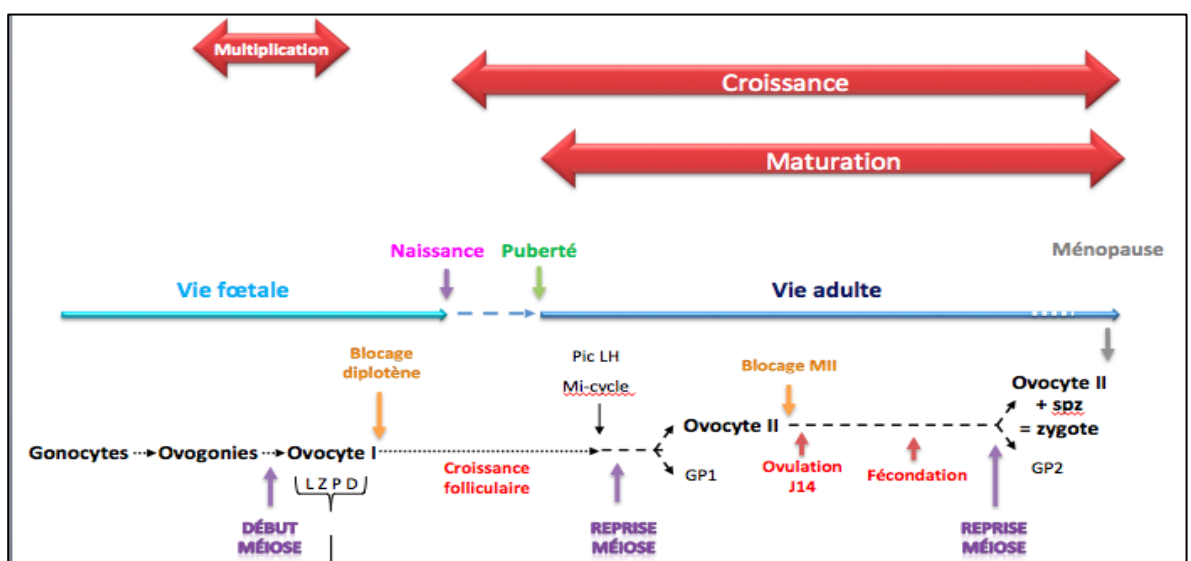 Multiplication
Croissance
Maturation
Naissance
Puberté
Ménopause
Vie fœtale
Vie adulte
Blocage
diplotène
Pic LH
Mi-cycle
Blocage MII
Ovocyte II
+ spz
= zygote
Gonocytes
Ovogonies
Ovocyte I
Ovocyte II
GP1
GP2
L Z P D
Croissance
folliculaire
Ovulation
J14
Fécondation
DÉBUT
MÉIOSE
REPRISE
MÉIOSE
REPRISE
MÉIOSE